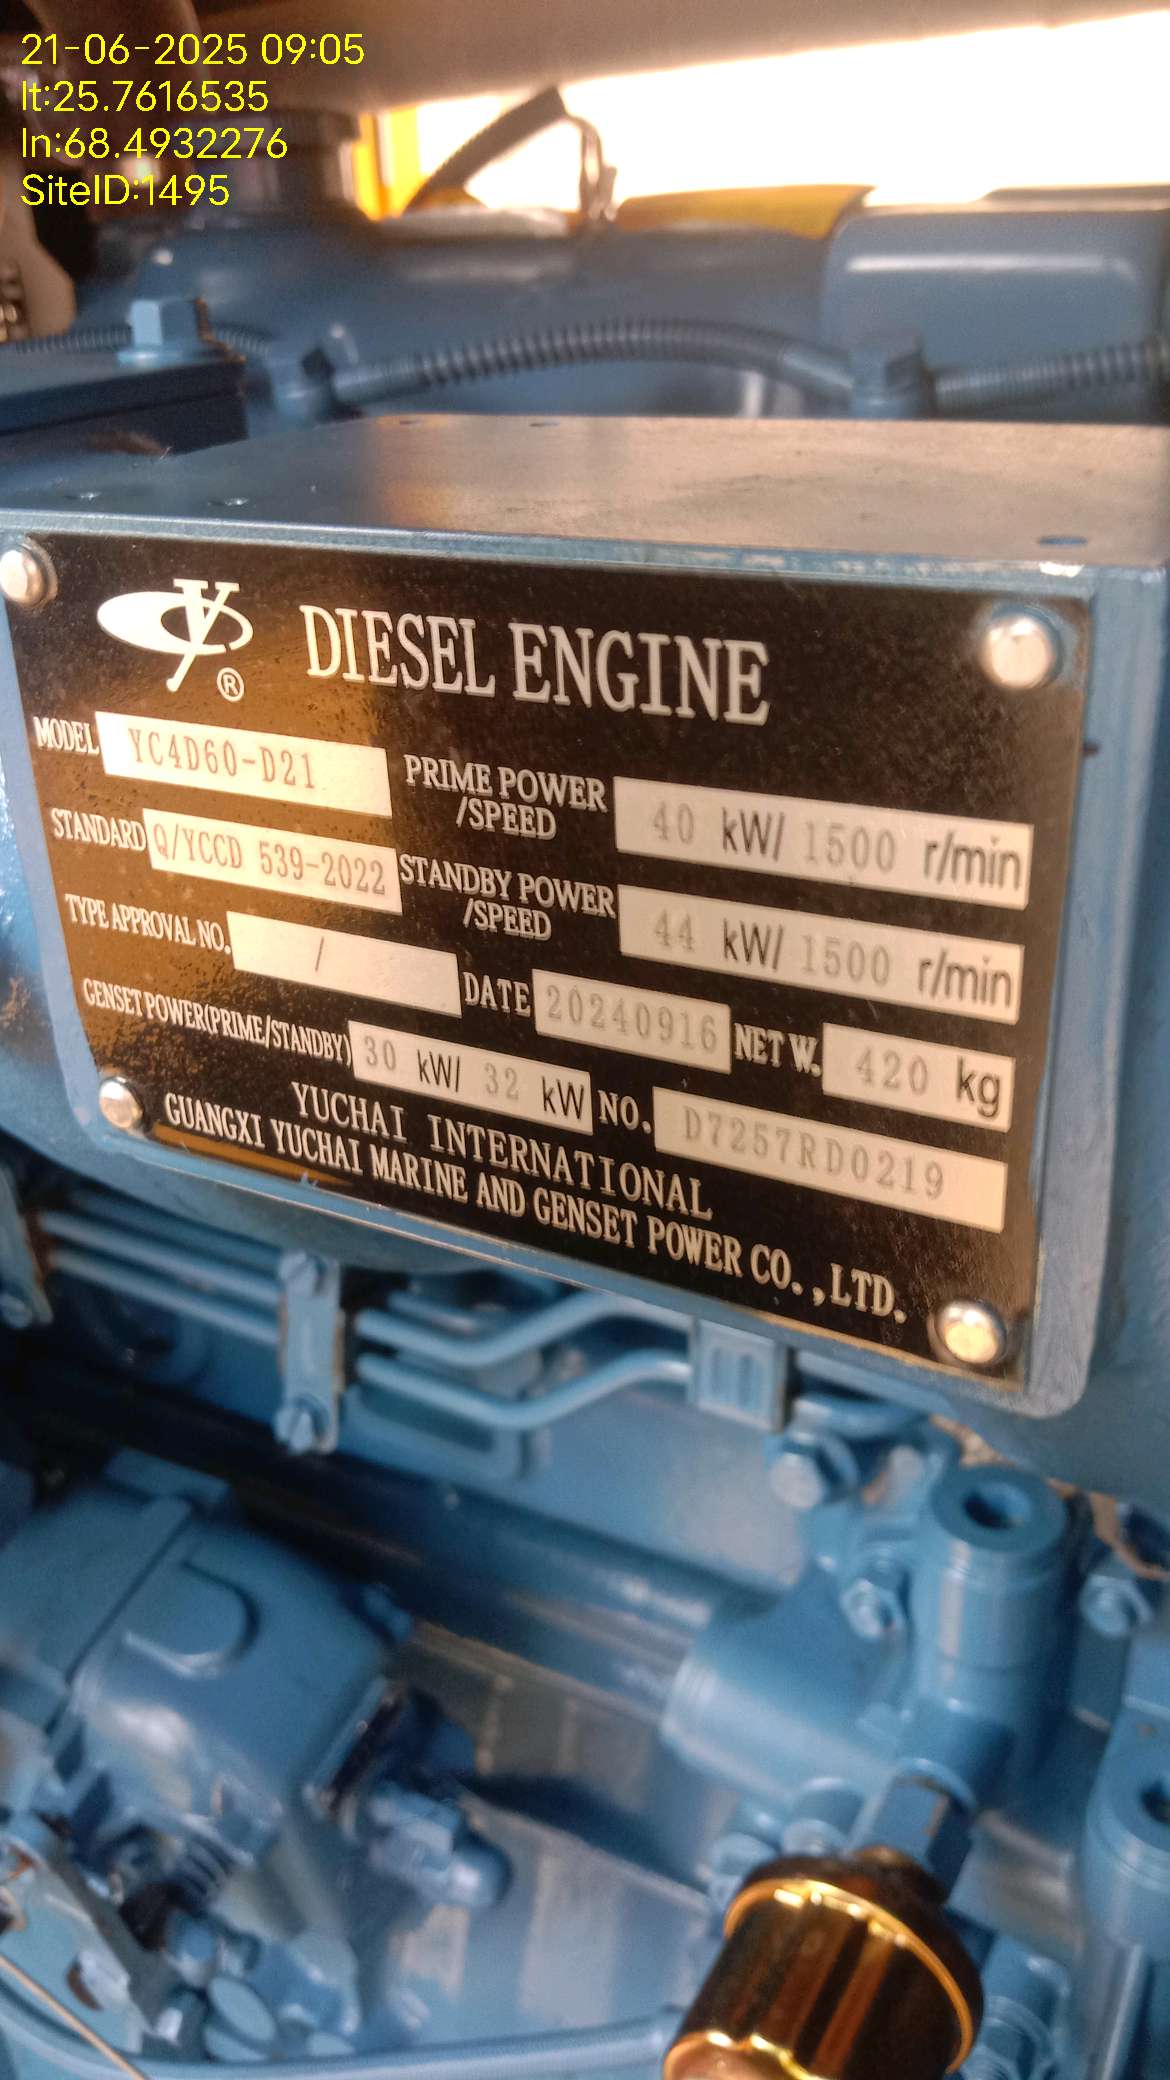 21-06-2025 09:05
lt:25.7616535
ln:68.4932276
SiteID:1495
®
DIESEL ENGINE
MODEL YC4D60-D21
PRIME POWER /SPEED 40 kW/ 1500 r/min
STANDARD Q/YCCD 539-2022
STANDBY POWER /SPEED 44 kW/ 1500 r/min
TYPE APPROVAL NO. /
DATE 20240916 NET W. 420 kg
GENSET POWER(PRIME/STANDBY) 30 kW/ 32 kW NO. D7257RD0219
YUCHAI INTERNATIONAL
GUANGXI YUCHAI MARINE AND GENSET POWER CO.,LTD.